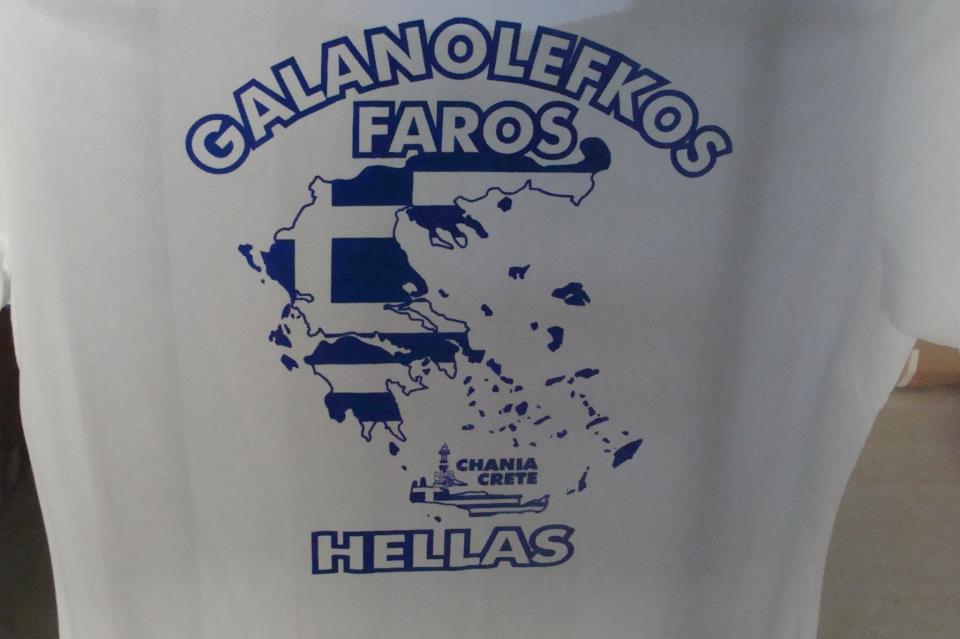 GALANOLEFKOS
FAROS
CHANIA
CRETE
HELLAS